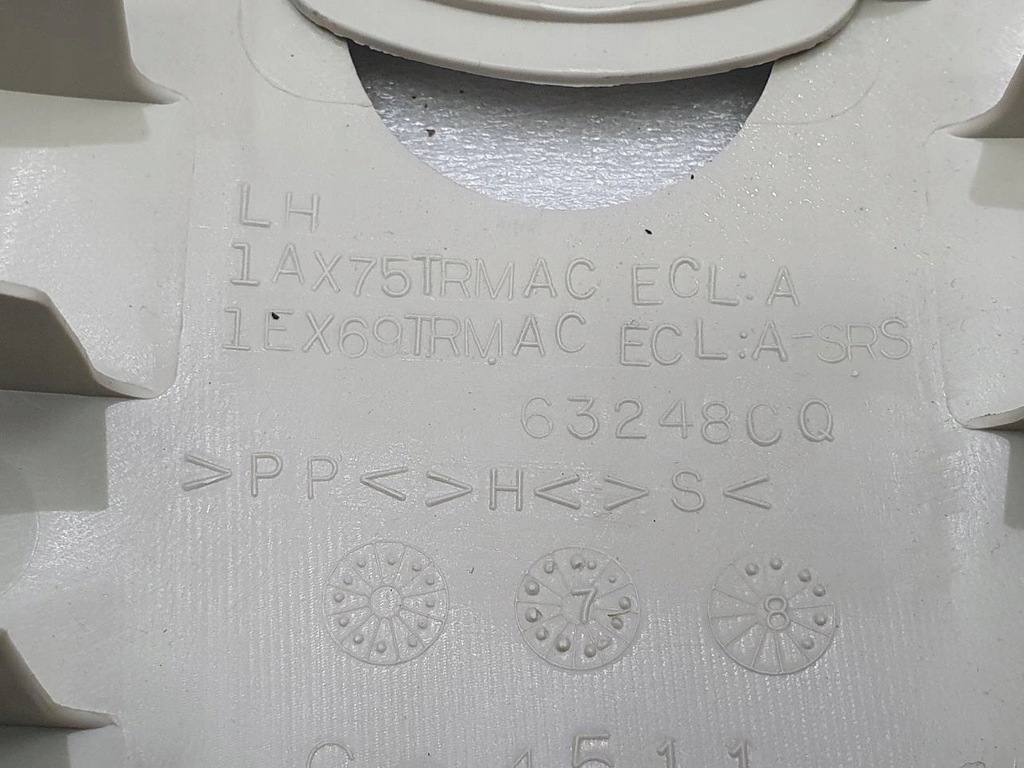 LH
1AX75TRMAC ECL:A
1EX69TRMAC ECL:A-SRS
63248CQ
>PP<>H<>S<
7 8